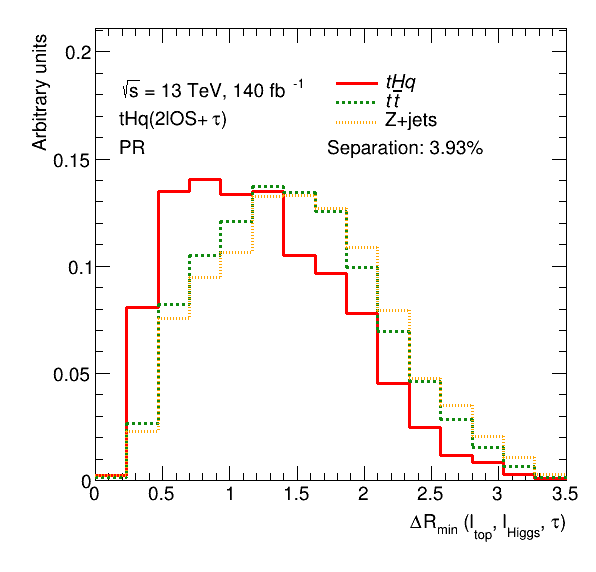 Arbitrary units
0.2
0.15
0.1
0.05
0
√s = 13 TeV, 140 fb⁻¹
tHq(2lOS+ τ)
PR
tHq
tt̅
Z+jets
Separation: 3.93%
0 0.5 1 1.5 2 2.5 3 3.5
ΔR_min (l_top, l_Higgs, τ)